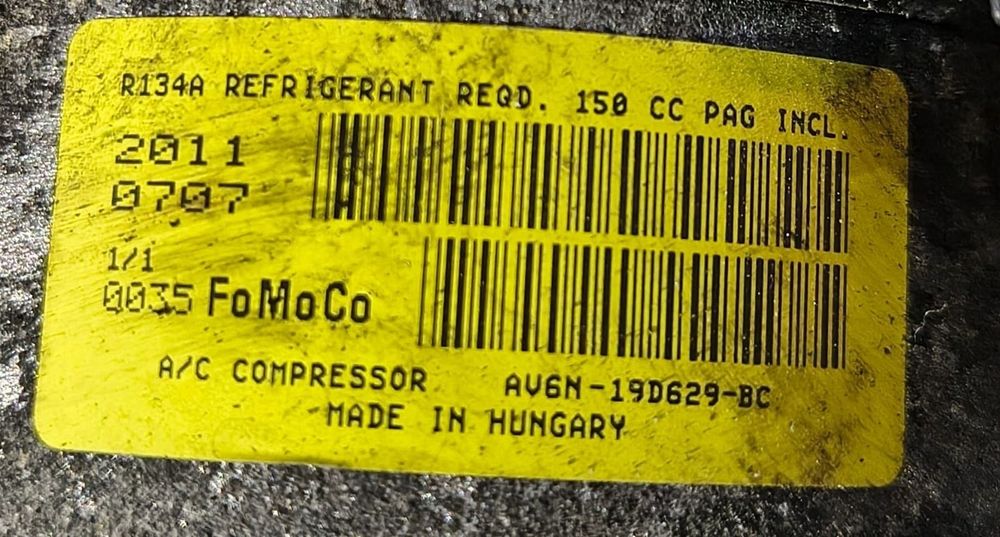 R134A REFRIGERANT REQD. 150 CC PAG INCL.
2011
0707
1/1
0035 FoMoCo
A/C COMPRESSOR AV6N-19D629-BC
MADE IN HUNGARY